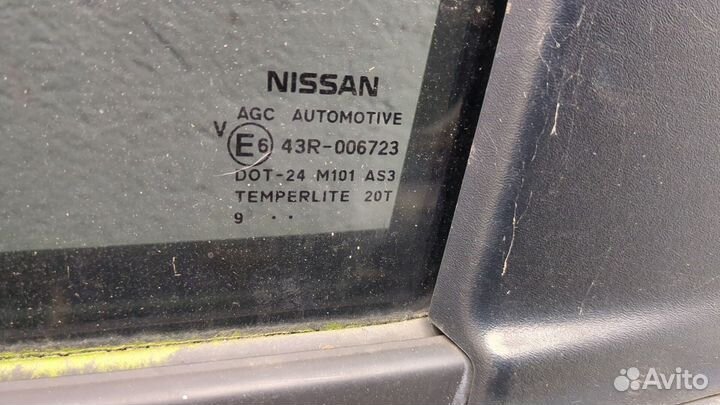 NISSAN
AGC AUTOMOTIVE
V
E6 43R-006723
DOT-24 M101 AS3
TEMPERLITE 20T
9 . .
Avito